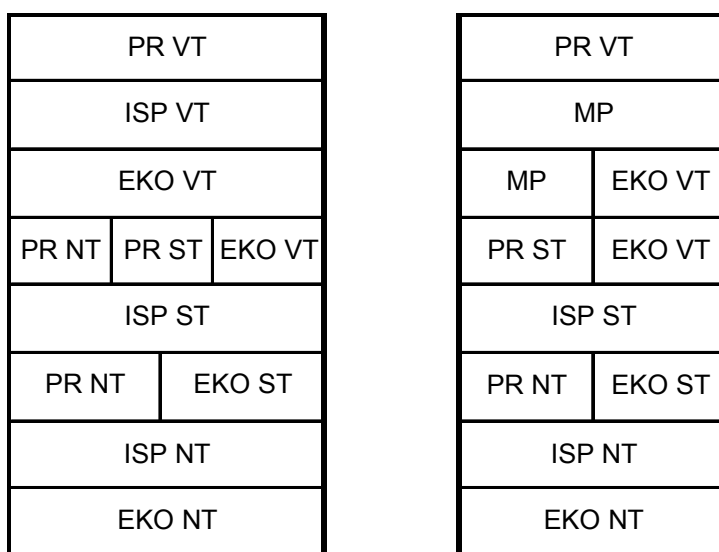 PR VT
ISP VT
EKO VT
PR NT PR ST EKO VT
ISP ST
PR NT EKO ST
ISP NT
EKO NT
PR VT
MP
MP EKO VT
PR ST EKO VT
ISP ST
PR NT EKO ST
ISP NT
EKO NT